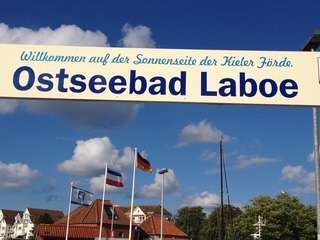 Willkommen auf der Sonnenseite der Kieler Förde.
Ostseebad Laboe